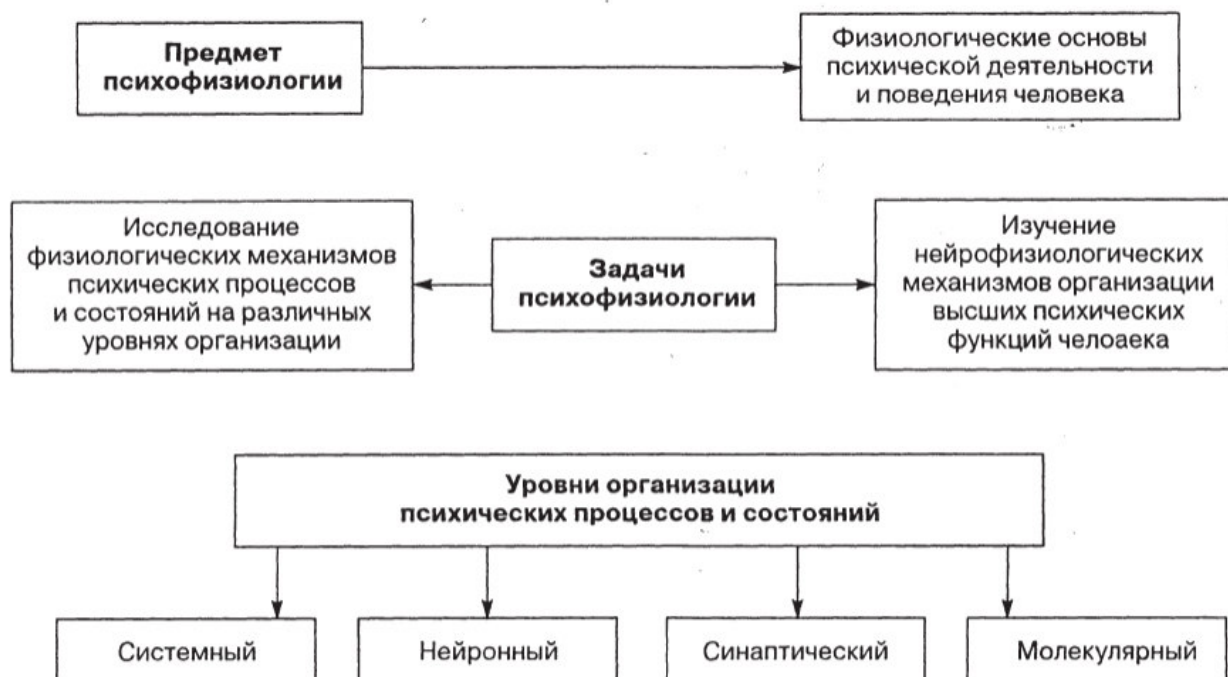 Предмет
психофизиологии
Физиологические основы
психической деятельности
и поведения человека
Исследование
физиологических механизмов
психических процессов
и состояний на различных
уровнях организации
Задачи
психофизиологии
Изучение
нейрофизиологических
механизмов организации
высших психических
функций челоаека
Уровни организации
психических процессов и состояний
Системный
Нейронный
Синаптический
Молекулярный